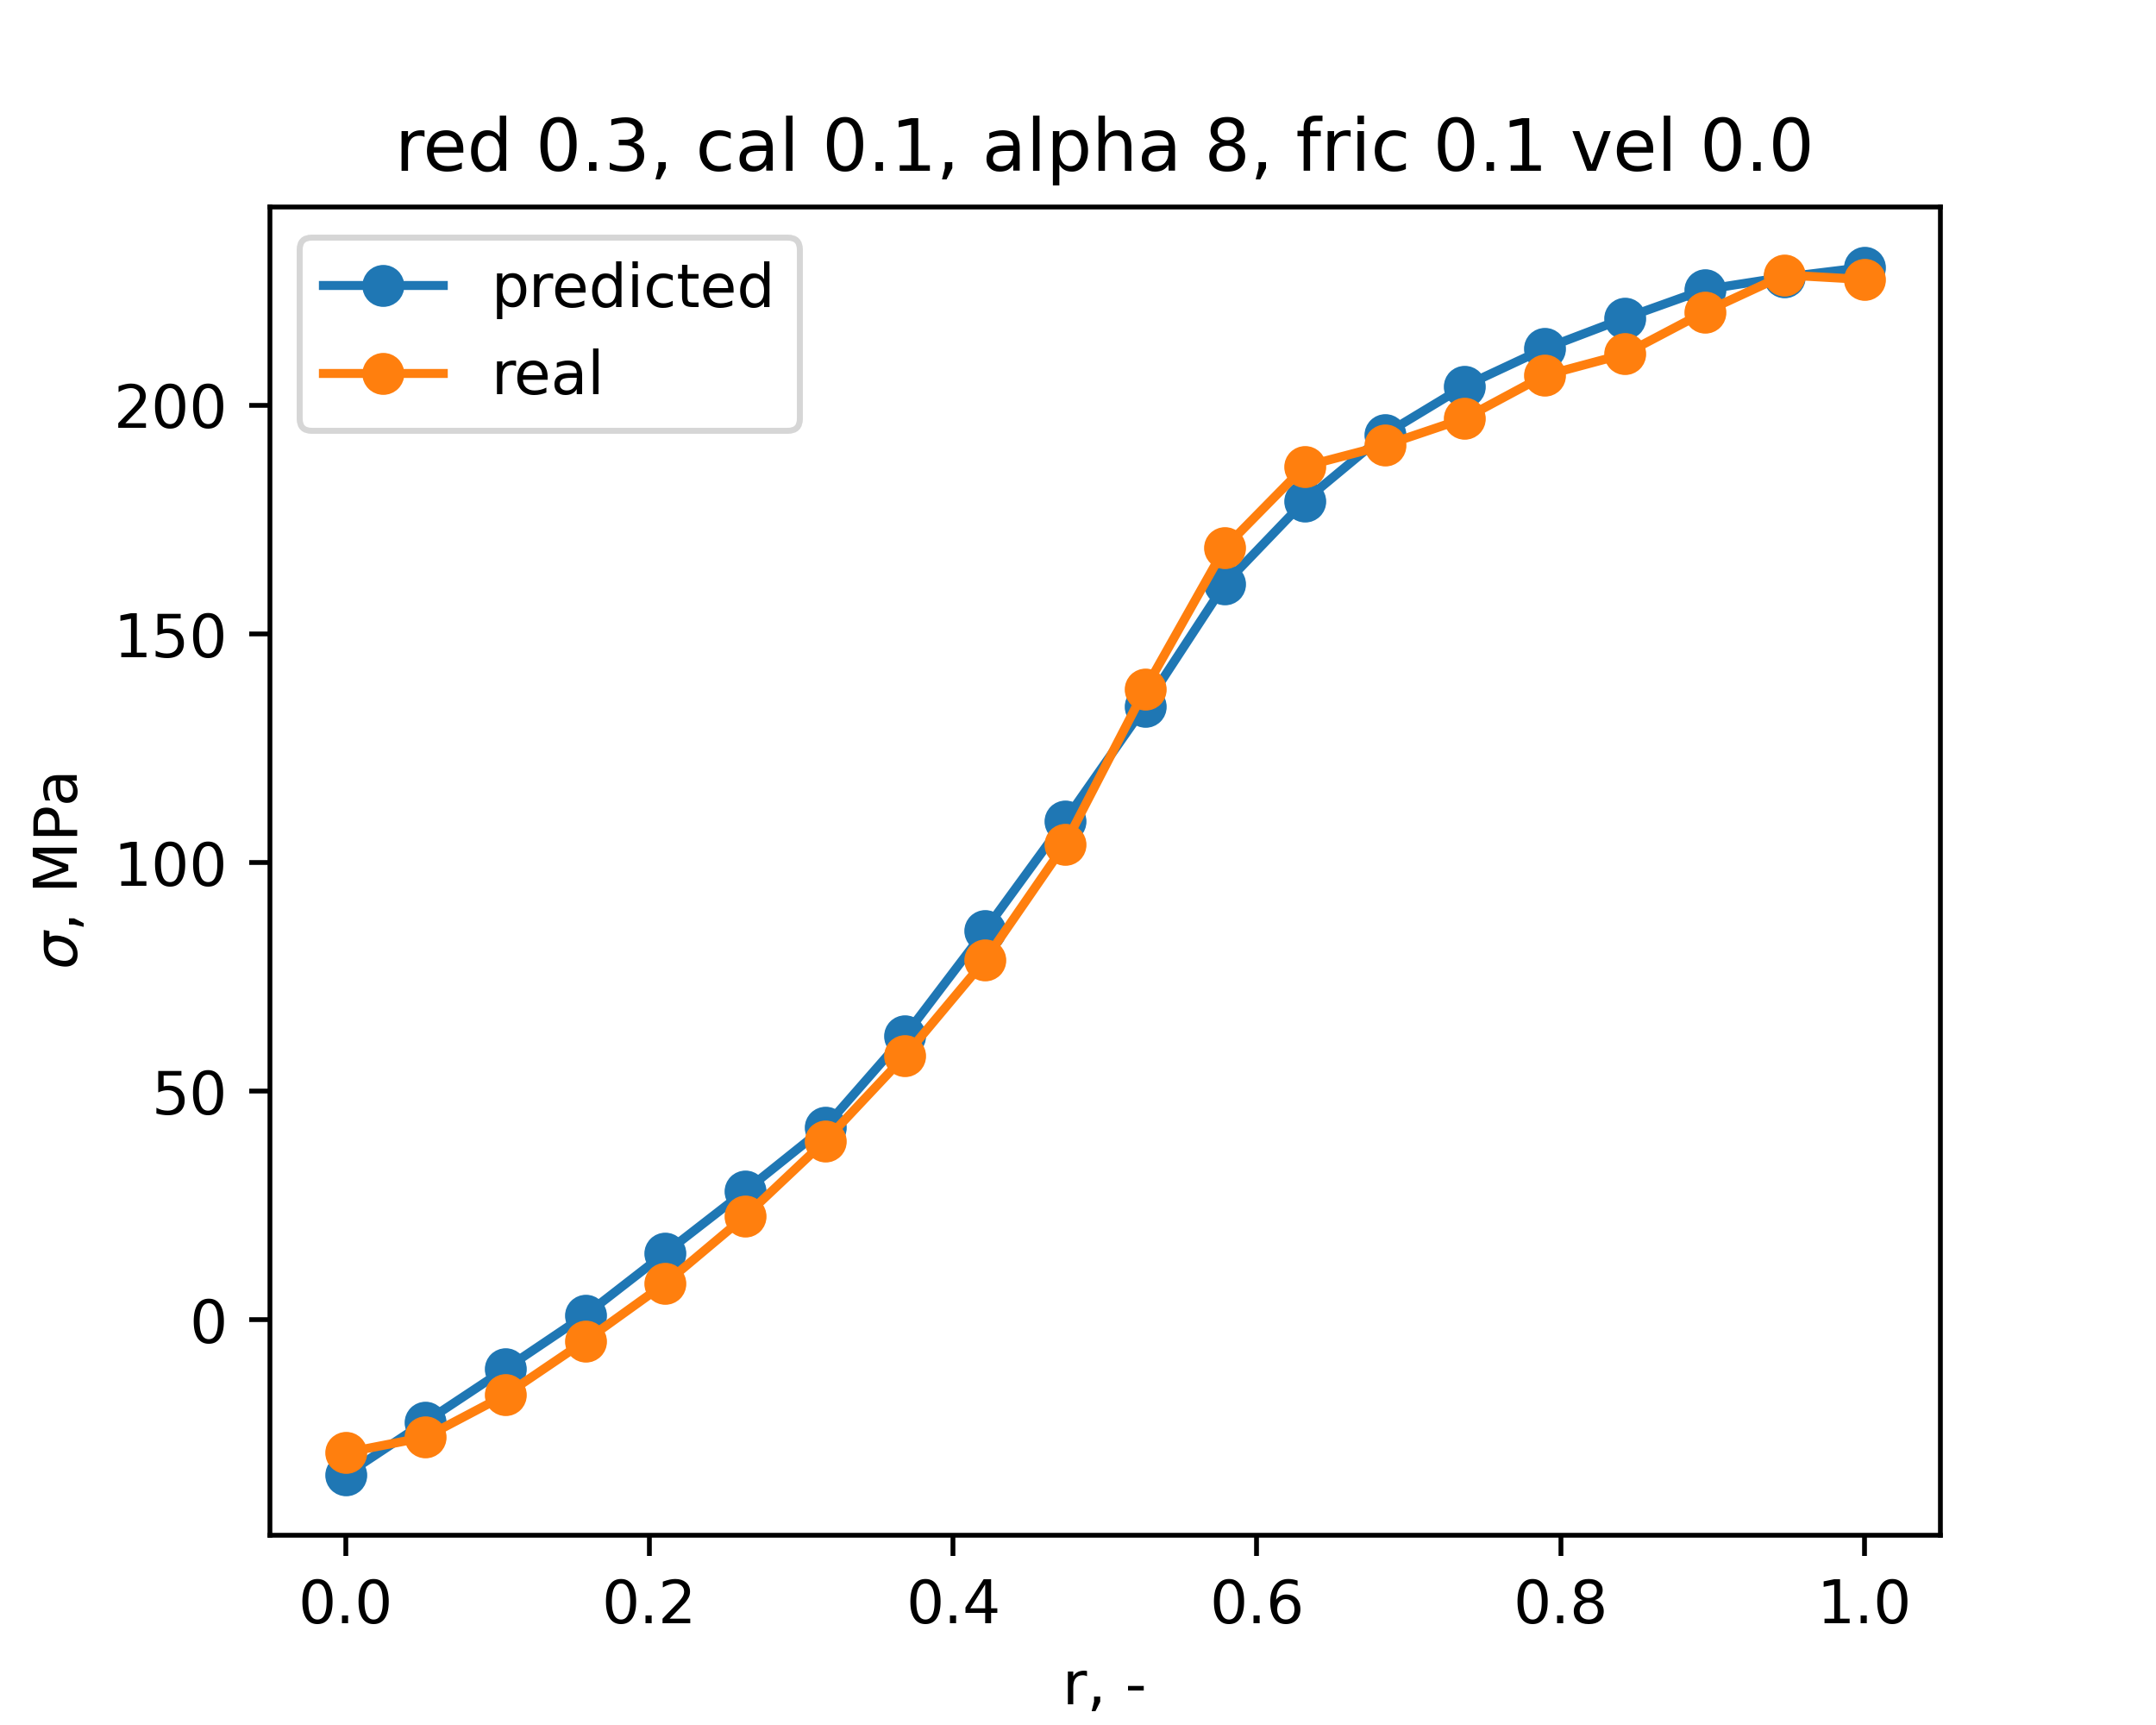 red 0.3, cal 0.1, alpha 8, fric 0.1 vel 0.0
predicted
real
200
150
100
50
0
σ, MPa
0.0 0.2 0.4 0.6 0.8 1.0
r, -